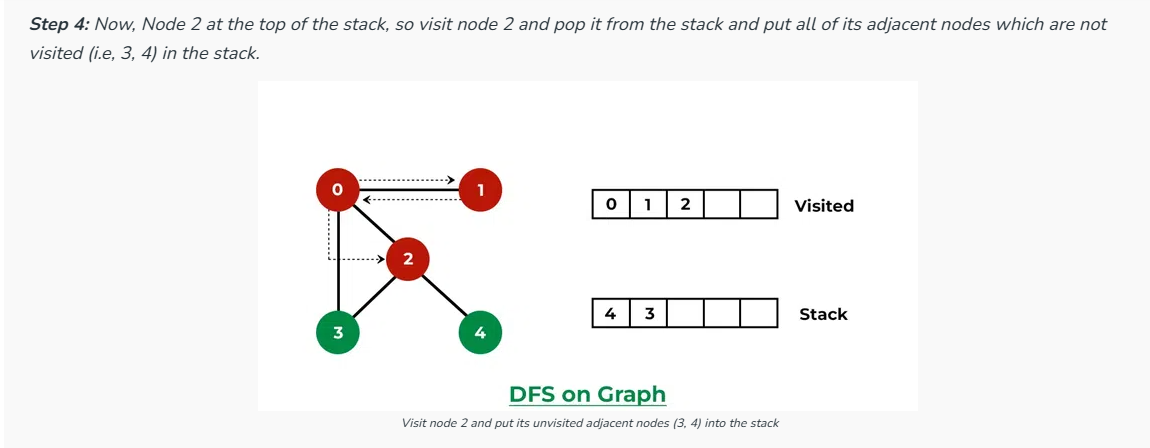 Step 4: Now, Node 2 at the top of the stack, so visit node 2 and pop it from the stack and put all of its adjacent nodes which are not
visited (i.e, 3, 4) in the stack.
0
1
0 1 2
Visited
2
4 3
Stack
3
4
DFS on Graph
Visit node 2 and put its unvisited adjacent nodes (3, 4) into the stack